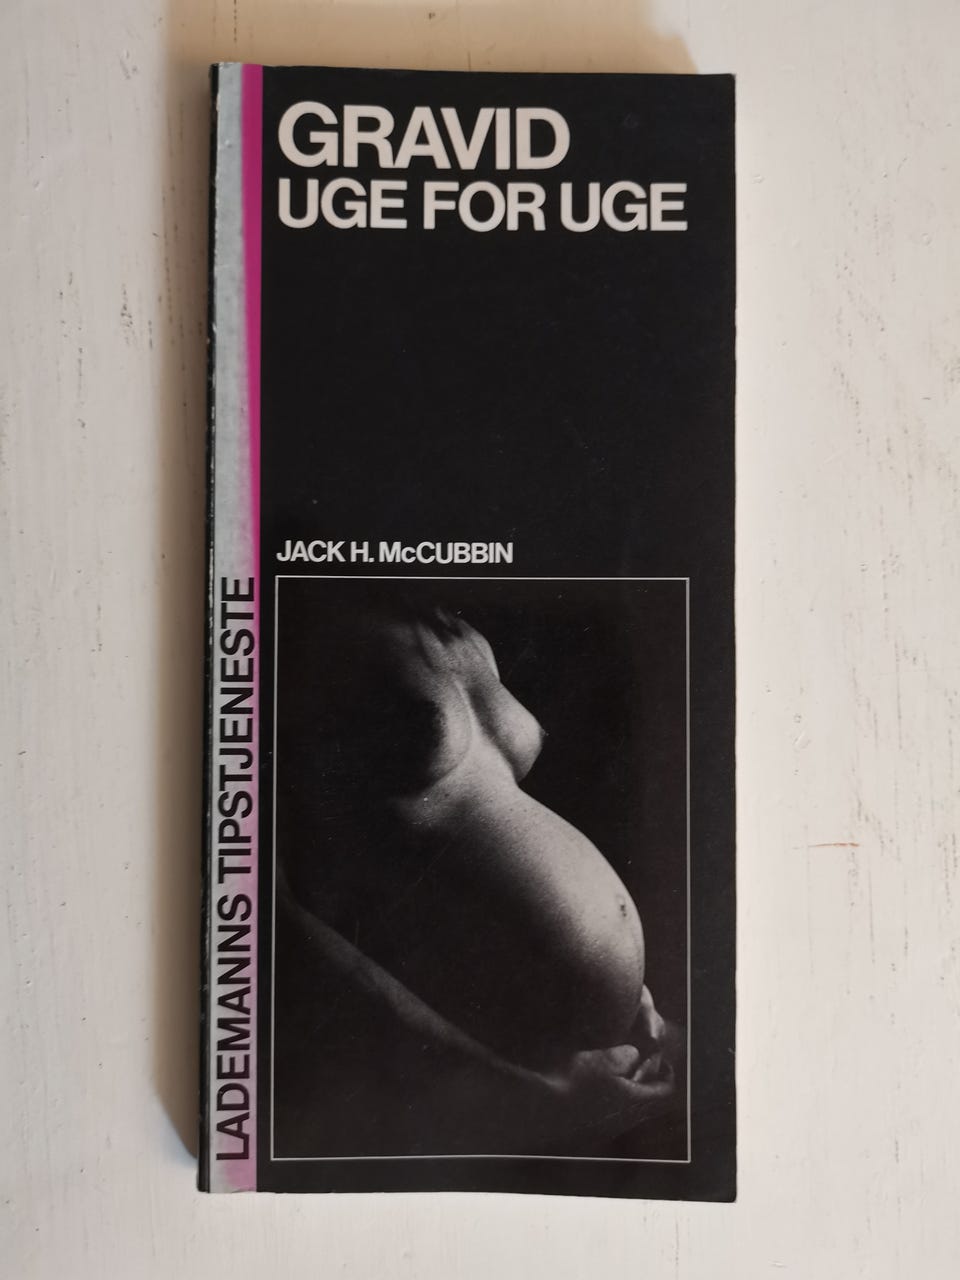 GRAVID
UGE FOR UGE
JACK H. McCUBBIN
LADEMANNS TIPSTJENESTE